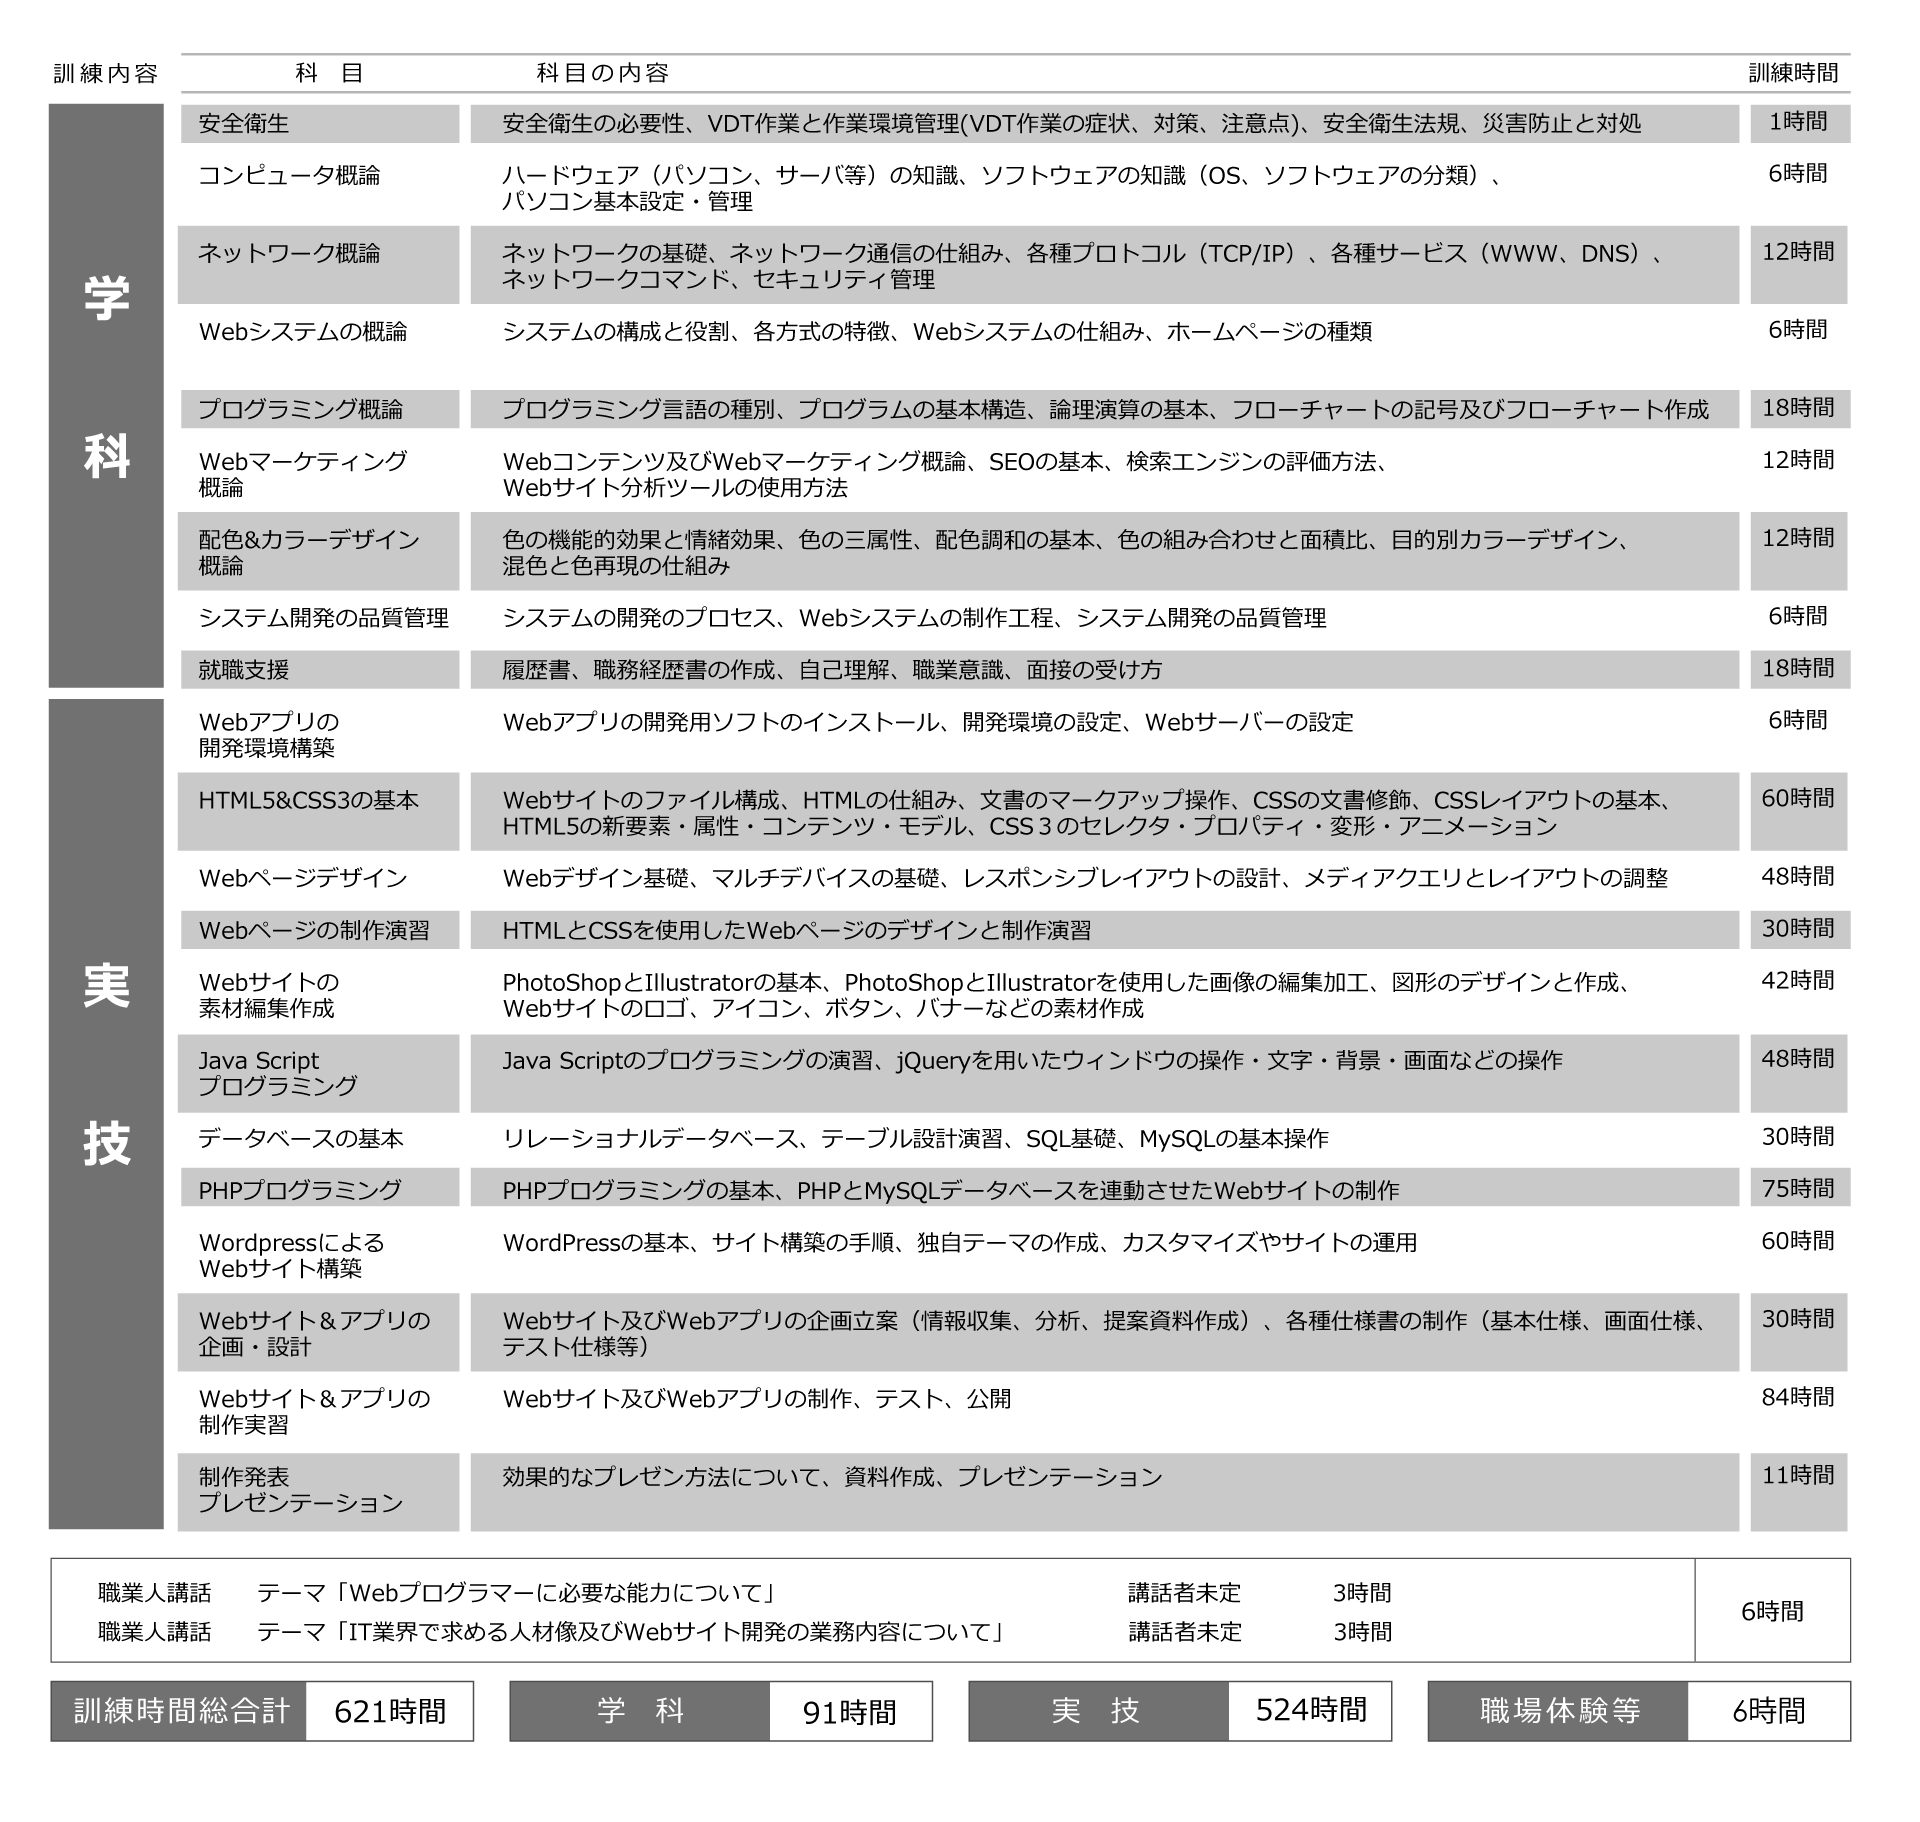 訓練内容 科 目 科目の内容 訓練時間
学科
安全衛生 安全衛生の必要性、VDT作業と作業環境管理(VDT作業の症状、対策、注意点)、安全衛生法規、災害防止と対処 1時間
コンピュータ概論 ハードウェア（パソコン、サーバ等）の知識、ソフトウェアの知識（OS、ソフトウェアの分類）、 6時間
パソコン基本設定・管理
ネットワーク概論 ネットワークの基礎、ネットワーク通信の仕組み、各種プロトコル（TCP/IP）、各種サービス（WWW、DNS）、 12時間
ネットワークコマンド、セキュリティ管理
Webシステムの概論 システムの構成と役割、各方式の特徴、Webシステムの仕組み、ホームページの種類 6時間
プログラミング概論 プログラミング言語の種別、プログラムの基本構造、論理演算の基本、フローチャートの記号及びフローチャート作成 18時間
Webマーケティング Webコンテンツ及びWebマーケティング概論、SEOの基本、検索エンジンの評価方法、 12時間
概論 Webサイト分析ツールの使用方法
配色&カラーデザイン 色の機能的効果と情緒効果、色の三属性、配色調和の基本、色の組み合わせと面積比、目的別カラーデザイン、 12時間
概論 混色と色再現の仕組み
システム開発の品質管理 システムの開発のプロセス、Webシステムの制作工程、システム開発の品質管理 6時間
就職支援 履歴書、職務経歴書の作成、自己理解、職業意識、面接の受け方 18時間
実技
Webアプリの Webアプリの開発用ソフトのインストール、開発環境の設定、Webサーバーの設定 6時間
開発環境構築
HTML5&CSS3の基本 Webサイトのファイル構成、HTMLの仕組み、文書のマークアップ操作、CSSの文書修飾、CSSレイアウトの基本、 60時間
HTML5の新要素・属性・コンテンツ・モデル、CSS３のセレクタ・プロパティ・変形・アニメーション
Webページデザイン Webデザイン基礎、マルチデバイスの基礎、レスポンシブレイアウトの設計、メディアクエリとレイアウトの調整 48時間
Webページの制作演習 HTMLとCSSを使用したWebページのデザインと制作演習 30時間
Webサイトの PhotoShopとIllustratorの基本、PhotoShopとIllustratorを使用した画像の編集加工、図形のデザインと作成、 42時間
素材編集作成 Webサイトのロゴ、アイコン、ボタン、バナーなどの素材作成
Java Script Java Scriptのプログラミングの演習、jQueryを用いたウィンドウの操作・文字・背景・画面などの操作 48時間
プログラミング
データベースの基本 リレーショナルデータベース、テーブル設計演習、SQL基礎、MySQLの基本操作 30時間
PHPプログラミング PHPプログラミングの基本、PHPとMySQLデータベースを連動させたWebサイトの制作 75時間
Wordpressによる WordPressの基本、サイト構築の手順、独自テーマの作成、カスタマイズやサイトの運用 60時間
Webサイト構築
Webサイト＆アプリの Webサイト及びWebアプリの企画立案（情報収集、分析、提案資料作成）、各種仕様書の制作（基本仕様、画面仕様、 30時間
企画・設計 テスト仕様等）
Webサイト＆アプリの Webサイト及びWebアプリの制作、テスト、公開 84時間
制作実習
制作発表 効果的なプレゼン方法について、資料作成、プレゼンテーション 11時間
プレゼンテーション
職業人講話 テーマ「Webプログラマーに必要な能力について」 講話者未定 3時間
職業人講話 テーマ「IT業界で求める人材像及びWebサイト開発の業務内容について」 講話者未定 3時間
6時間
訓練時間総合計 621時間 学 科 91時間 実 技 524時間 職場体験等 6時間